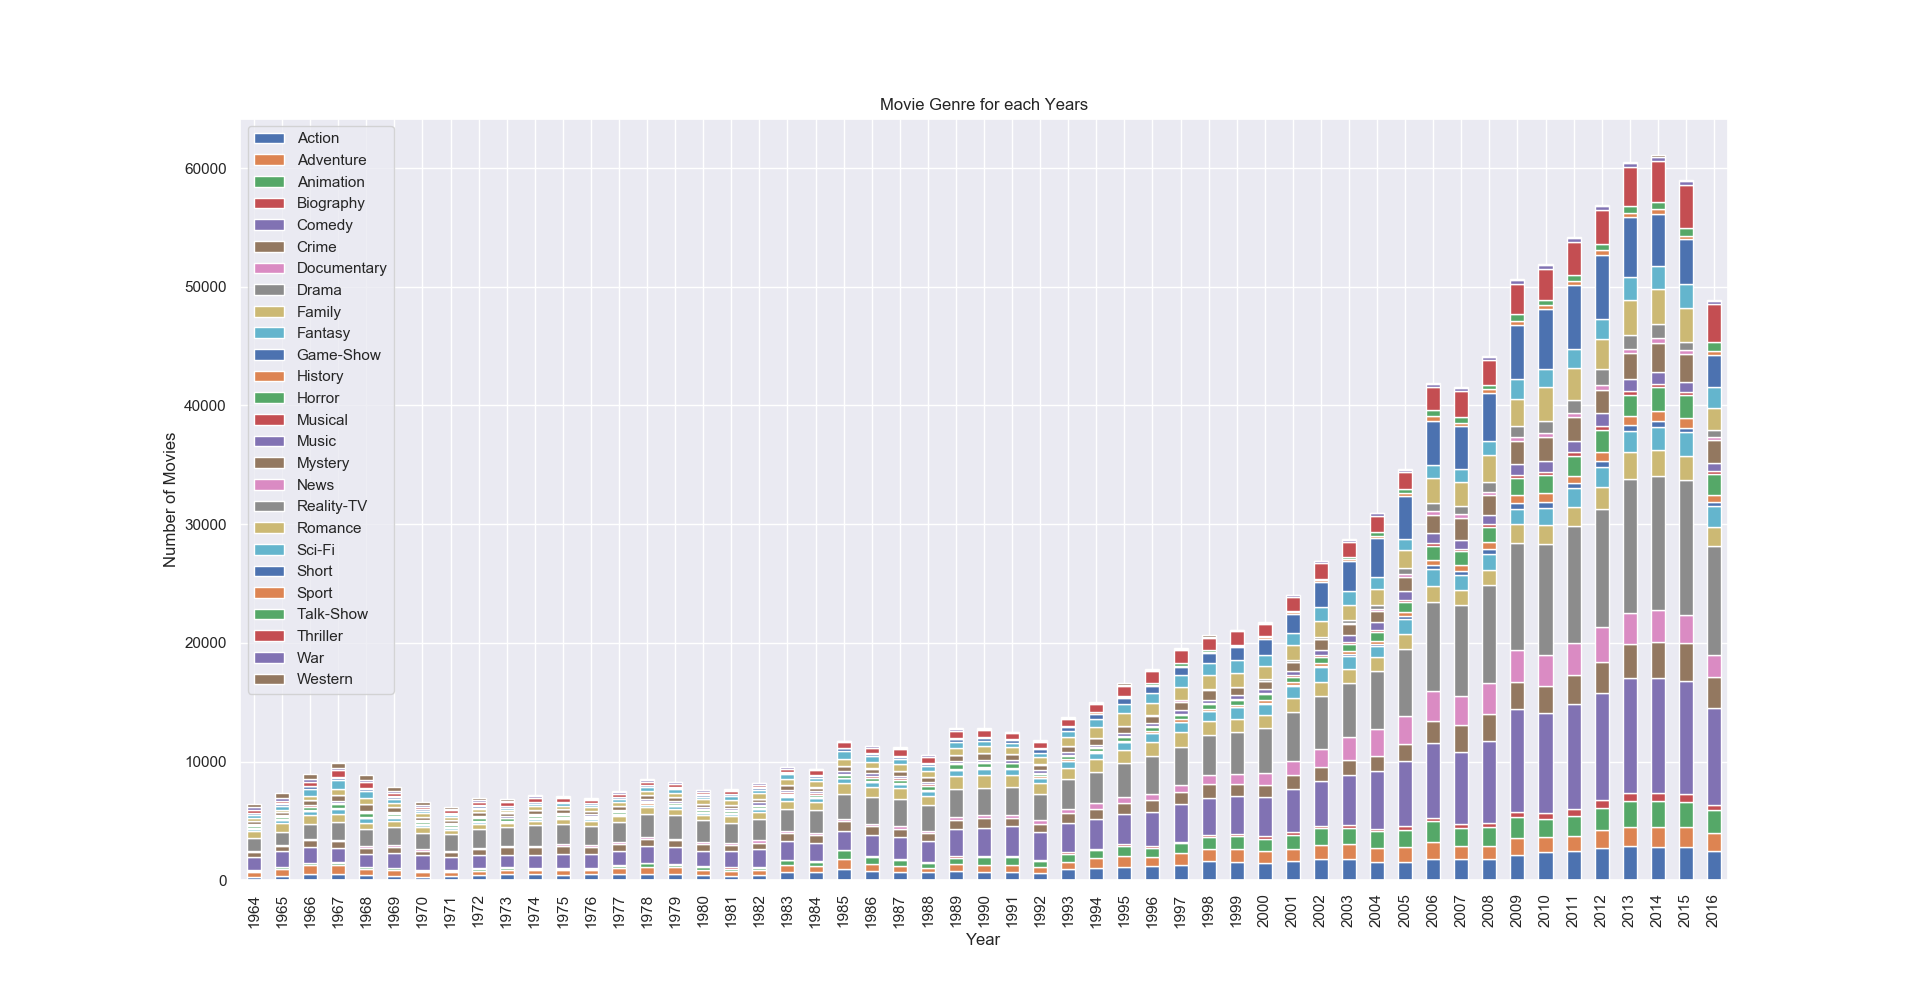 Movie Genre for each Years
Action
Adventure
Animation
Biography
Comedy
Crime
Documentary
Drama
Family
Fantasy
Game-Show
History
Horror
Musical
Music
Mystery
News
Reality-TV
Romance
Sci-Fi
Short
Sport
Talk-Show
Thriller
War
Western
Number of Movies
60000
50000
40000
30000
20000
10000
0
1964 1965 1966 1967 1968 1969 1970 1971 1972 1973 1974 1975 1976 1977 1978 1979 1980 1981 1982 1983 1984 1985 1986 1987 1988 1989 1990 1991 1992 1993 1994 1995 1996 1997 1998 1999 2000 2001 2002 2003 2004 2005 2006 2007 2008 2009 2010 2011 2012 2013 2014 2015 2016
Year